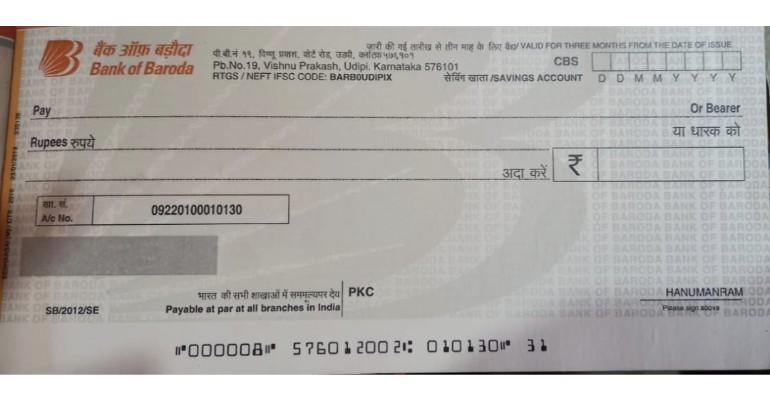 बैंक ऑफ़ बड़ौदा
Bank of Baroda
जारी की गई तारीख से तीन माह के लिए वैध/ VALID FOR THREE MONTHS FROM THE DATE OF ISSUE
पी.बी.नं १९, विष्णु प्रकाश, कोर्ट रोड, उडपी, कर्नाटक ५७६१०१
Pb.No.19, Vishnu Prakash, Udipi. Karnataka 576101
RTGS / NEFT IFSC CODE: BARB0UDIPIX
CBS
सेविंग खाता /SAVINGS ACCOUNT
D D M M Y Y Y Y
Pay
Or Bearer
या धारक को
Rupees रुपये
अदा करें ₹
खा. सं.
A/c No.
09220100010130
भारत की सभी शाखाओं में सममूल्यपर देय
Payable at par at all branches in India
PKC
SB/2012/SE
HANUMANRAM
Please sign above
⑈000008⑈ 576012002⑆ 010130⑈ 31